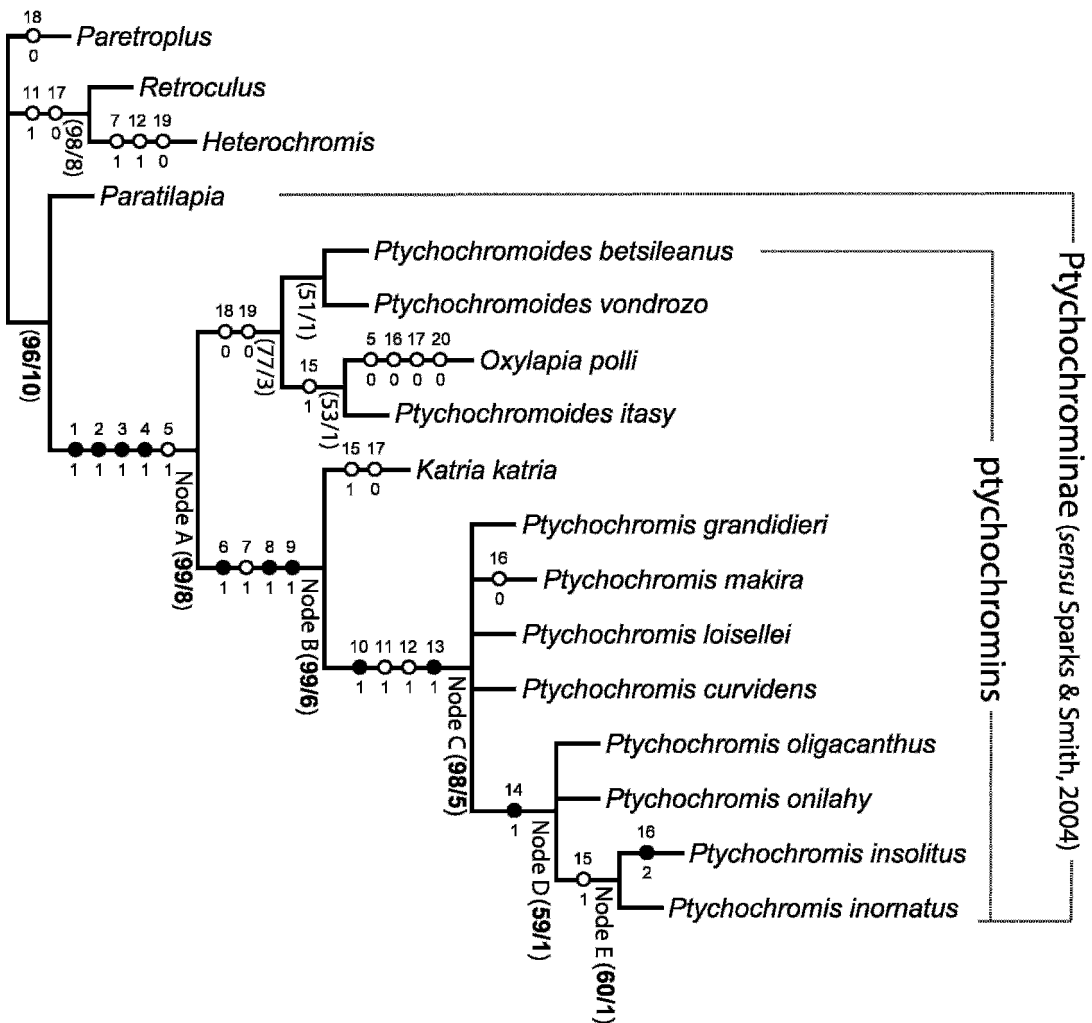 18
0
Paretroplus
Retroculus
11 17
1 0
(98/8)
7 12 19
1 1 0
Heterochromis
Paratilapia
(96/10)
Ptychochromoides betsileanus
(51/1)
Ptychochromoides vondrozo
18 19
0 0
(77/3)
5 16 17 20
0 0 0 0
Oxylapia polli
15
1
(53/1)
Ptychochromoides itasy
1 2 3 4 5
1 1 1 1 1
Node A (99/8)
15 17
1 0
Katria katria
6 7 8 9
1 1 1 1
Node B (99/6)
Ptychochromis grandidieri
16
0
Ptychochromis makira
Ptychochromis loisellei
10 11 12 13
1 1 1 1
Node C (98/5)
Ptychochromis curvidens
Ptychochromis oligacanthus
14
1
Node D (59/1)
Ptychochromis onilahy
16
2
Ptychochromis insolitus
15
1
Node E (60/1)
Ptychochromis inornatus
ptychochromins
Ptychochrominae (sensu Sparks & Smith, 2004)